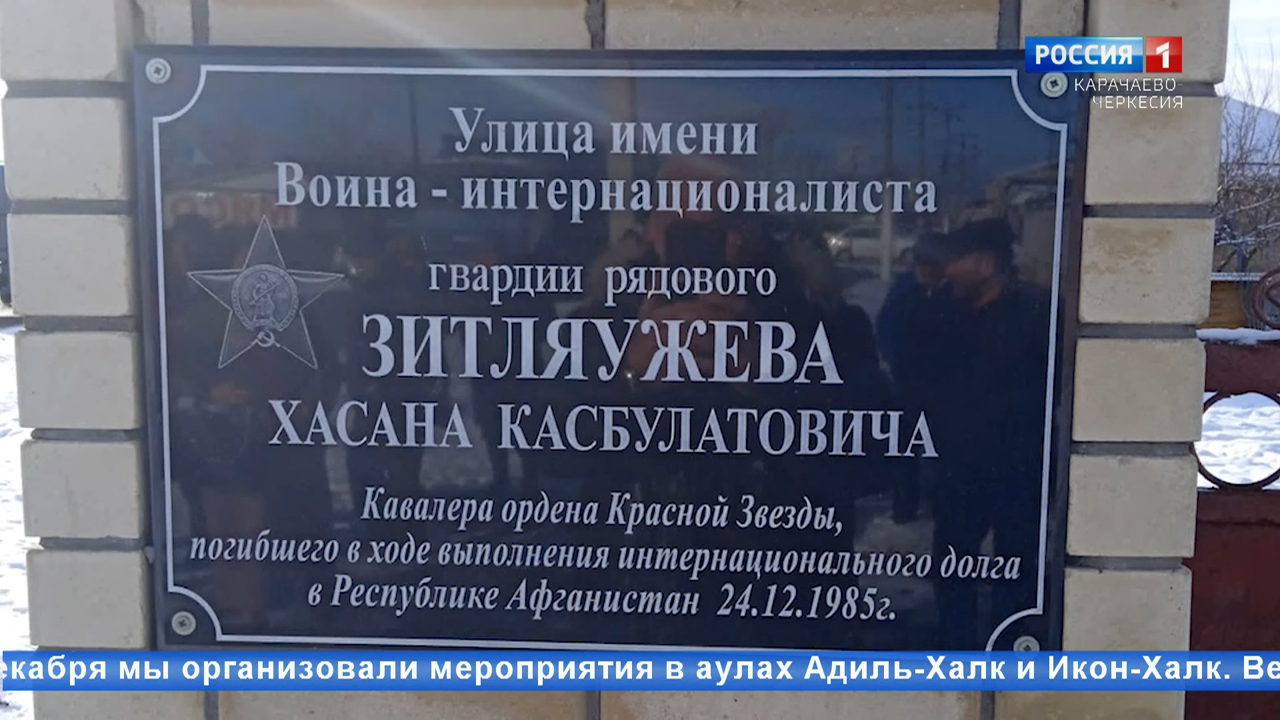 РОССИЯ 1
КАРАЧАЕВО-
ЧЕРКЕСИЯ
Улица имени
Воина - интернационалиста
гвардии рядового
ЗИТЛЯУЖЕВА
ХАСАНА КАСБУЛАТОВИЧА
Кавалера ордена Красной Звезды,
погибшего в ходе выполнения интернационального долга
в Республике Афганистан 24.12.1985г.
екабря мы организовали мероприятия в аулах Адиль-Халк и Икон-Халк. Ве